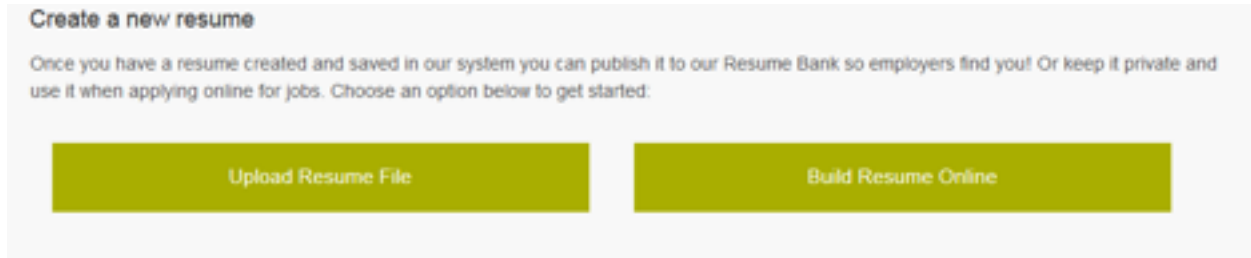 Create a new resume
Once you have a resume created and saved in our system you can publish it to our Resume Bank so employers find you! Or keep it private and
use it when applying online for jobs. Choose an option below to get started:
Upload Resume File
Build Resume Online